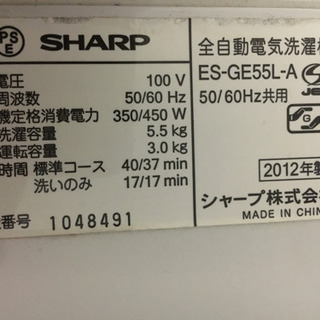 PS
E
SHARP
全自動電気洗濯機
ES-GE55L-A
電圧 100 V
周波数 50/60 Hz
50/60Hz共用
機定格消費電力 350/450 W
洗濯容量 5.5 kg
運転容量 3.0 kg
時間 標準コース 40/37 min
洗いのみ 17/17 min
2012年製
番号 1048491
シャープ株式会
MADE IN CHIN